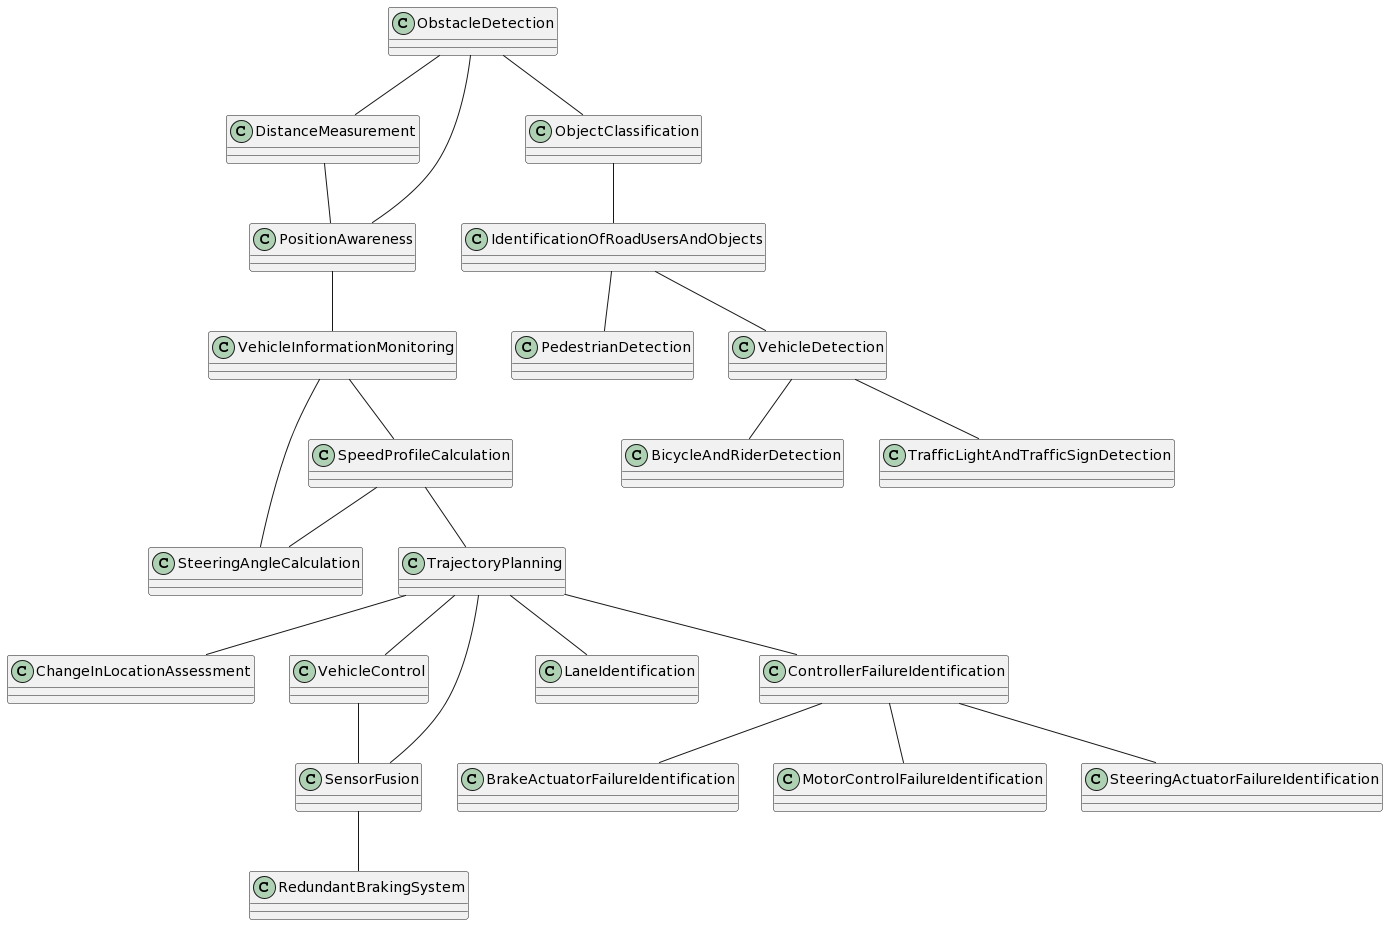 C ObstacleDetection
C DistanceMeasurement
C ObjectClassification
C PositionAwareness
C IdentificationOfRoadUsersAndObjects
C VehicleInformationMonitoring
C PedestrianDetection
C VehicleDetection
C SpeedProfileCalculation
C BicycleAndRiderDetection
C TrafficLightAndTrafficSignDetection
C SteeringAngleCalculation
C TrajectoryPlanning
C ChangeInLocationAssessment
C VehicleControl
C LaneIdentification
C ControllerFailureIdentification
C SensorFusion
C BrakeActuatorFailureIdentification
C MotorControlFailureIdentification
C SteeringActuatorFailureIdentification
C RedundantBrakingSystem